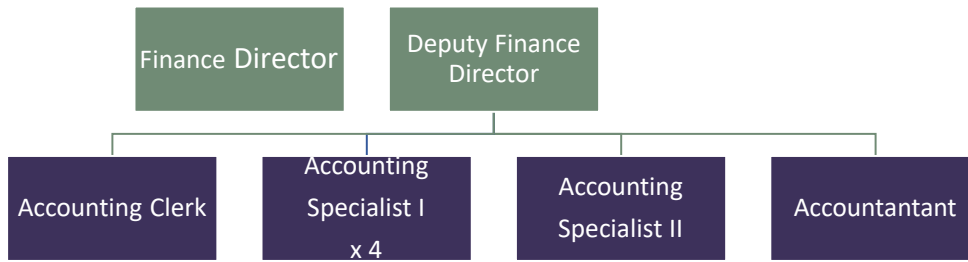 Finance Director
Deputy Finance
Director
Accounting Clerk
Accounting
Specialist I
x 4
Accounting
Specialist II
Accountantant